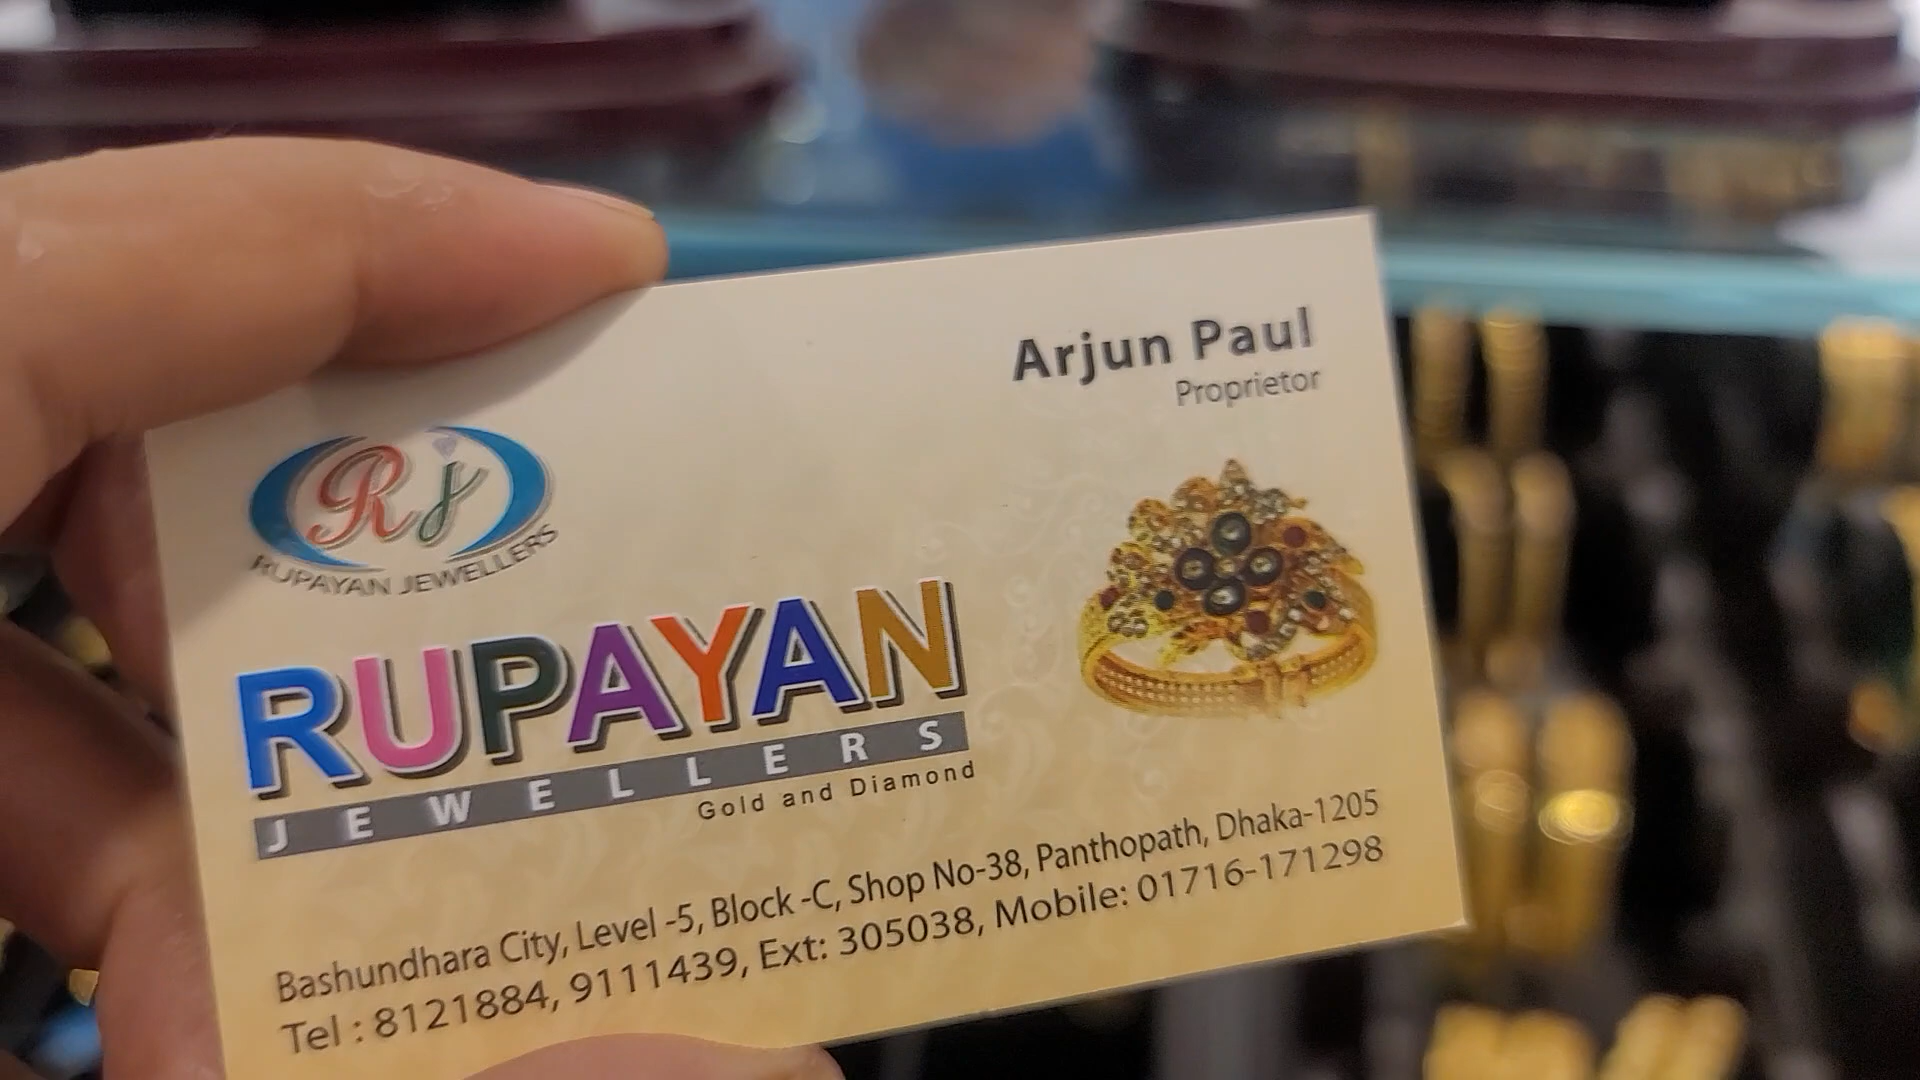 Arjun Paul
Proprietor
Rj
RUPAYAN JEWELLERS
RUPAYAN
JEWELLERS
Gold and Diamond
Bashundhara City, Level -5, Block -C, Shop No-38, Panthopath, Dhaka-1205
Tel : 8121884, 9111439, Ext: 305038, Mobile: 01716-171298